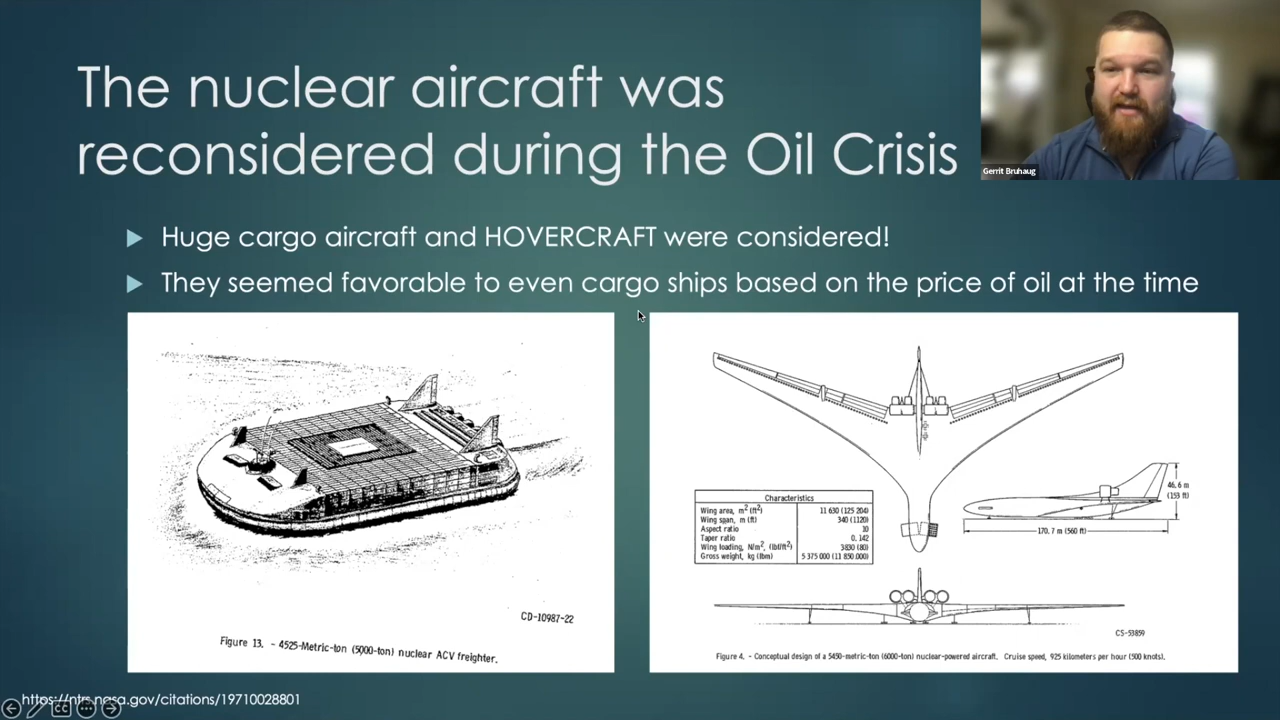 The nuclear aircraft was
reconsidered during the Oil Crisis
Gerrit Bruhaug
Huge cargo aircraft and HOVERCRAFT were considered!
They seemed favorable to even cargo ships based on the price of oil at the time
CD-10987-22
Figure 13. - 4525-Metric-ton (5000-ton) nuclear ACV freighter.
Characteristics
Wing area, m² (ft²) 11 630 (125 204)
Wing span, m (ft) 340 (1120)
Aspect ratio 10
Taper ratio 0.142
Wing loading, N/m², (lbf/ft²) 3830 (80)
Gross weight, kg (lbm) 5 375 000 (11 850 000)
46.6 m
(153 ft)
170.7 m (560 ft)
CS-53859
Figure 4. - Conceptual design of a 5450-metric-ton (6000-ton) nuclear-powered aircraft. Cruise speed, 925 kilometers per hour (500 knots).
https://ntrs.nasa.gov/citations/19710028801